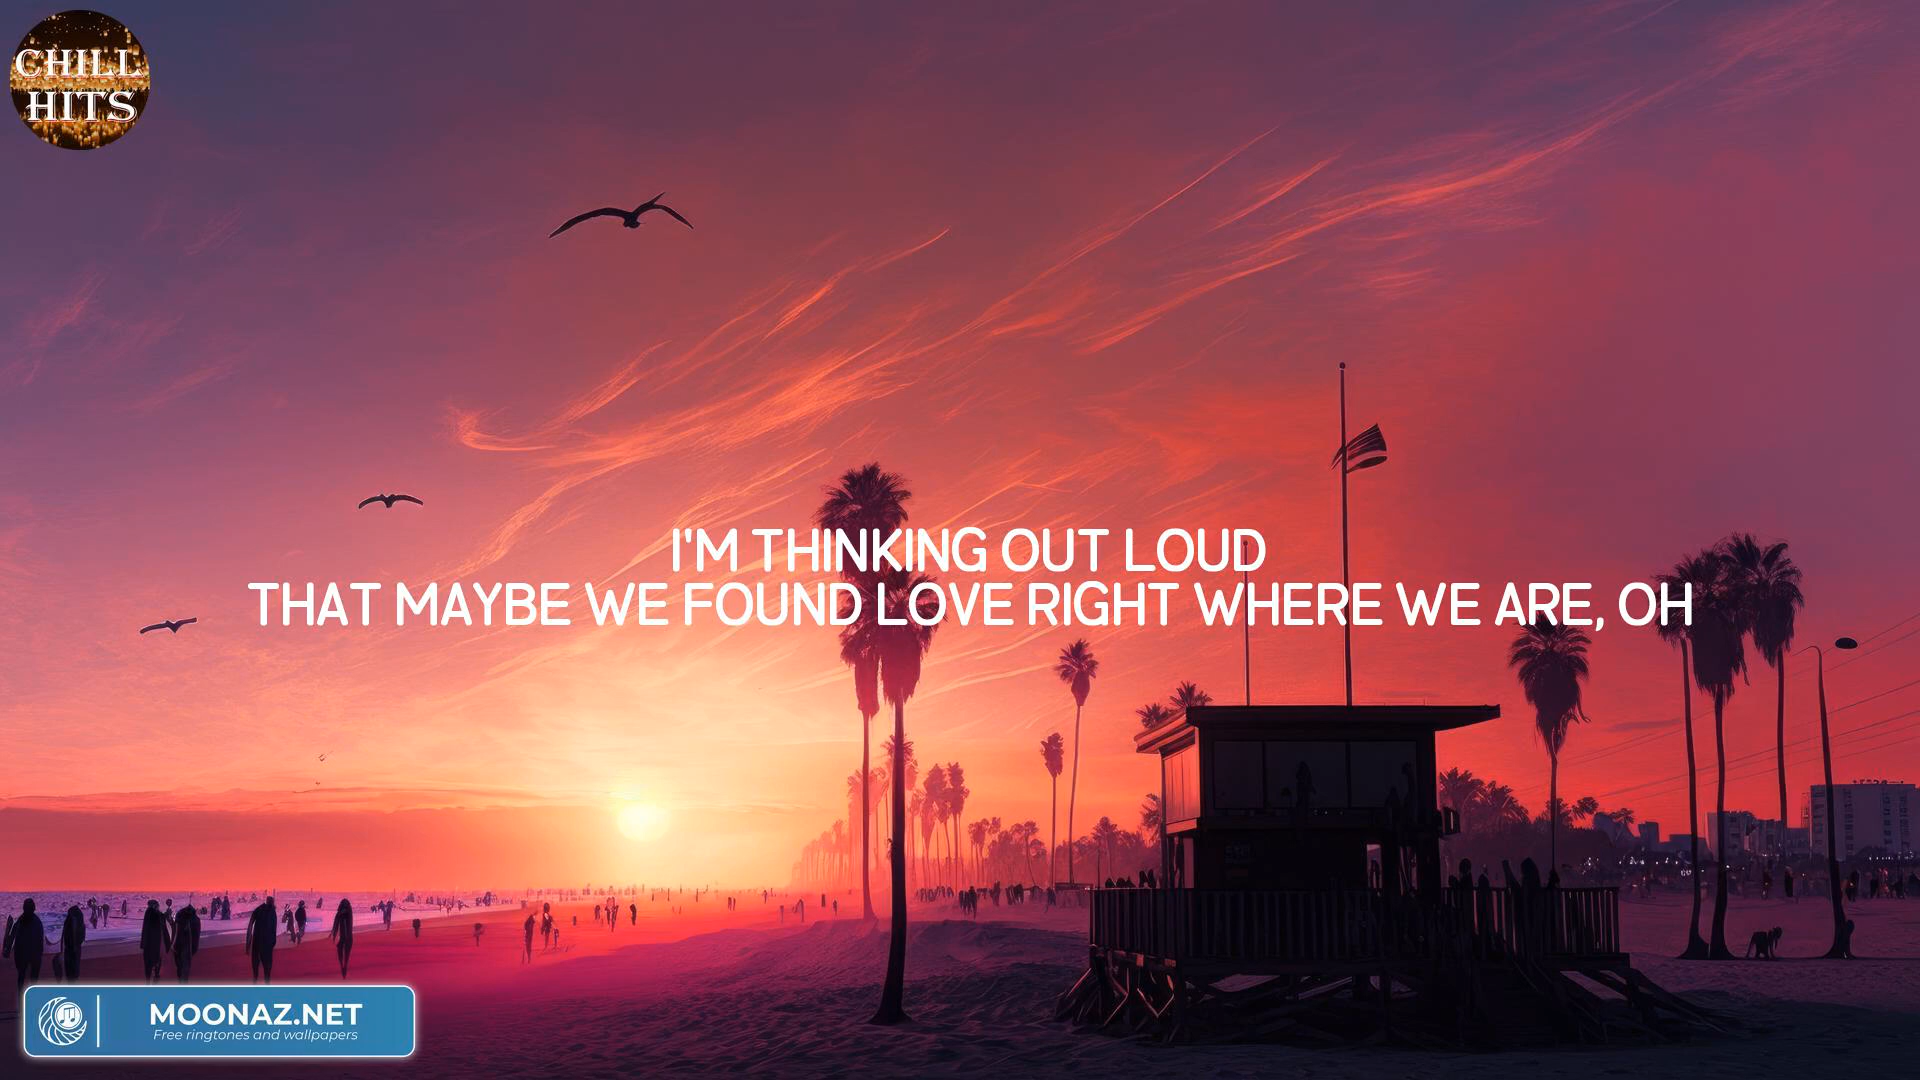 CHILL
HITS
I'M THINKING OUT LOUD
THAT MAYBE WE FOUND LOVE RIGHT WHERE WE ARE, OH
MOONAZ.NET
Free ringtones and wallpapers